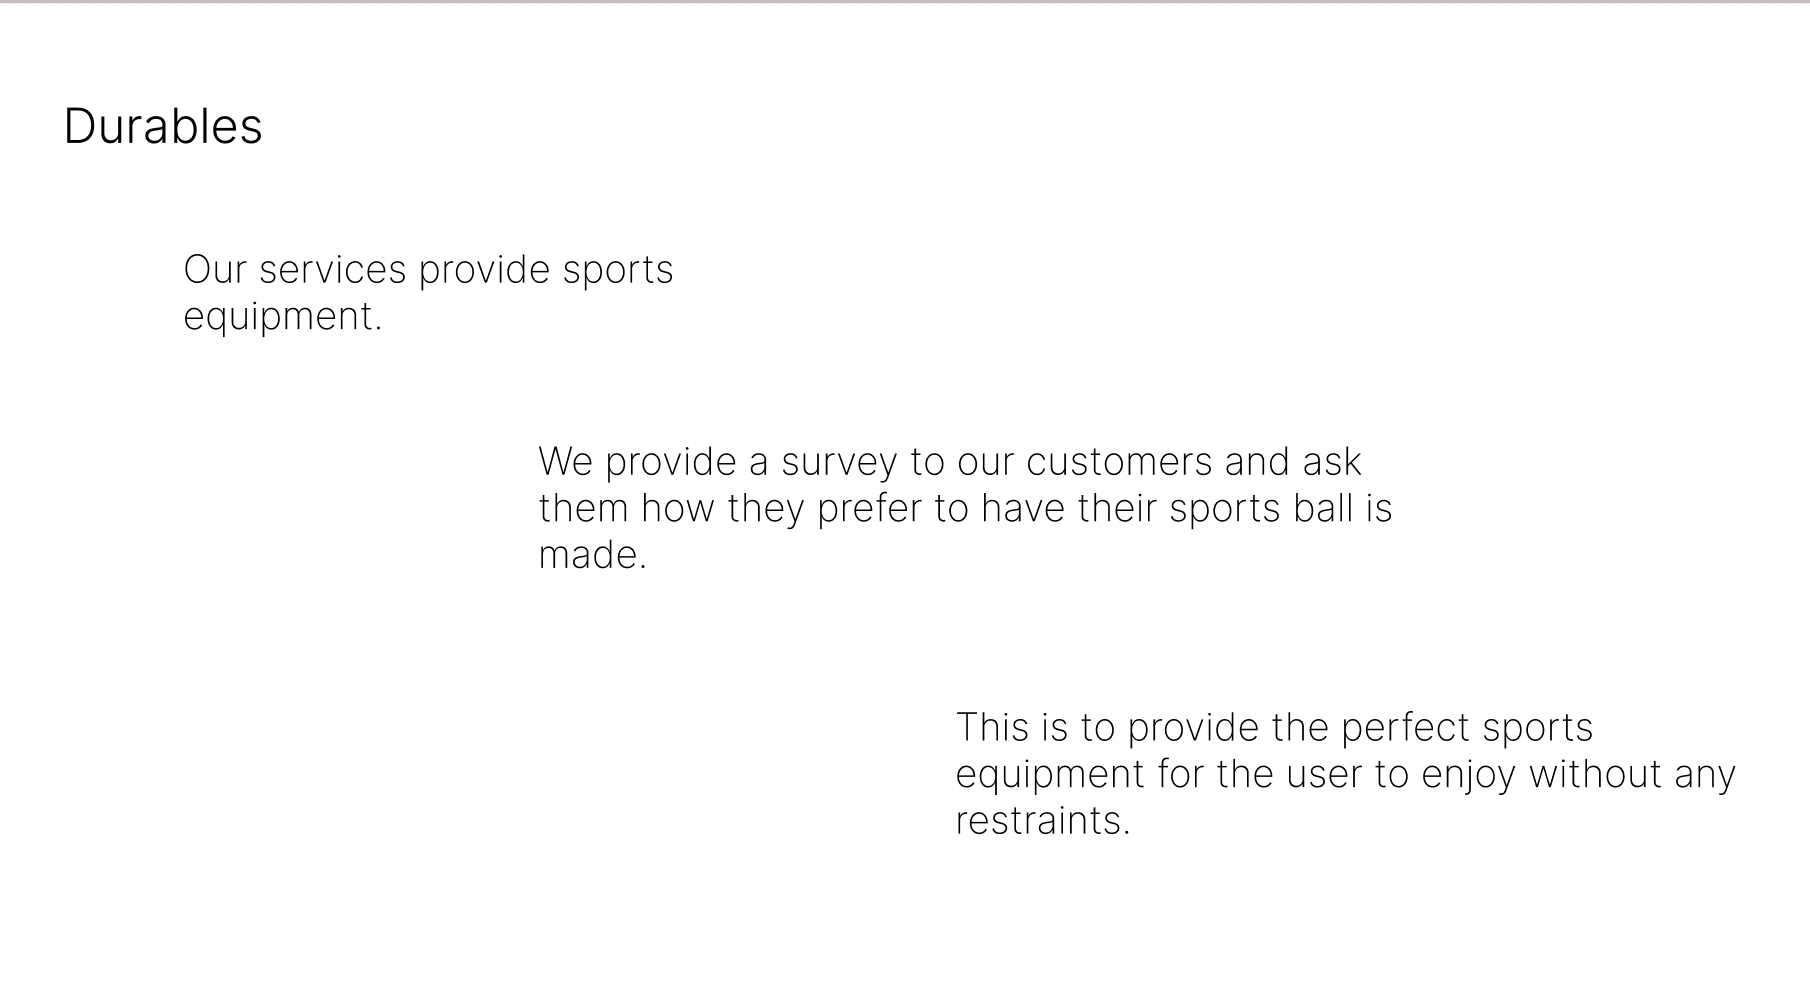 Durables
Our services provide sports
equipment.
We provide a survey to our customers and ask
them how they prefer to have their sports ball is
made.
This is to provide the perfect sports
equipment for the user to enjoy without any
restraints.